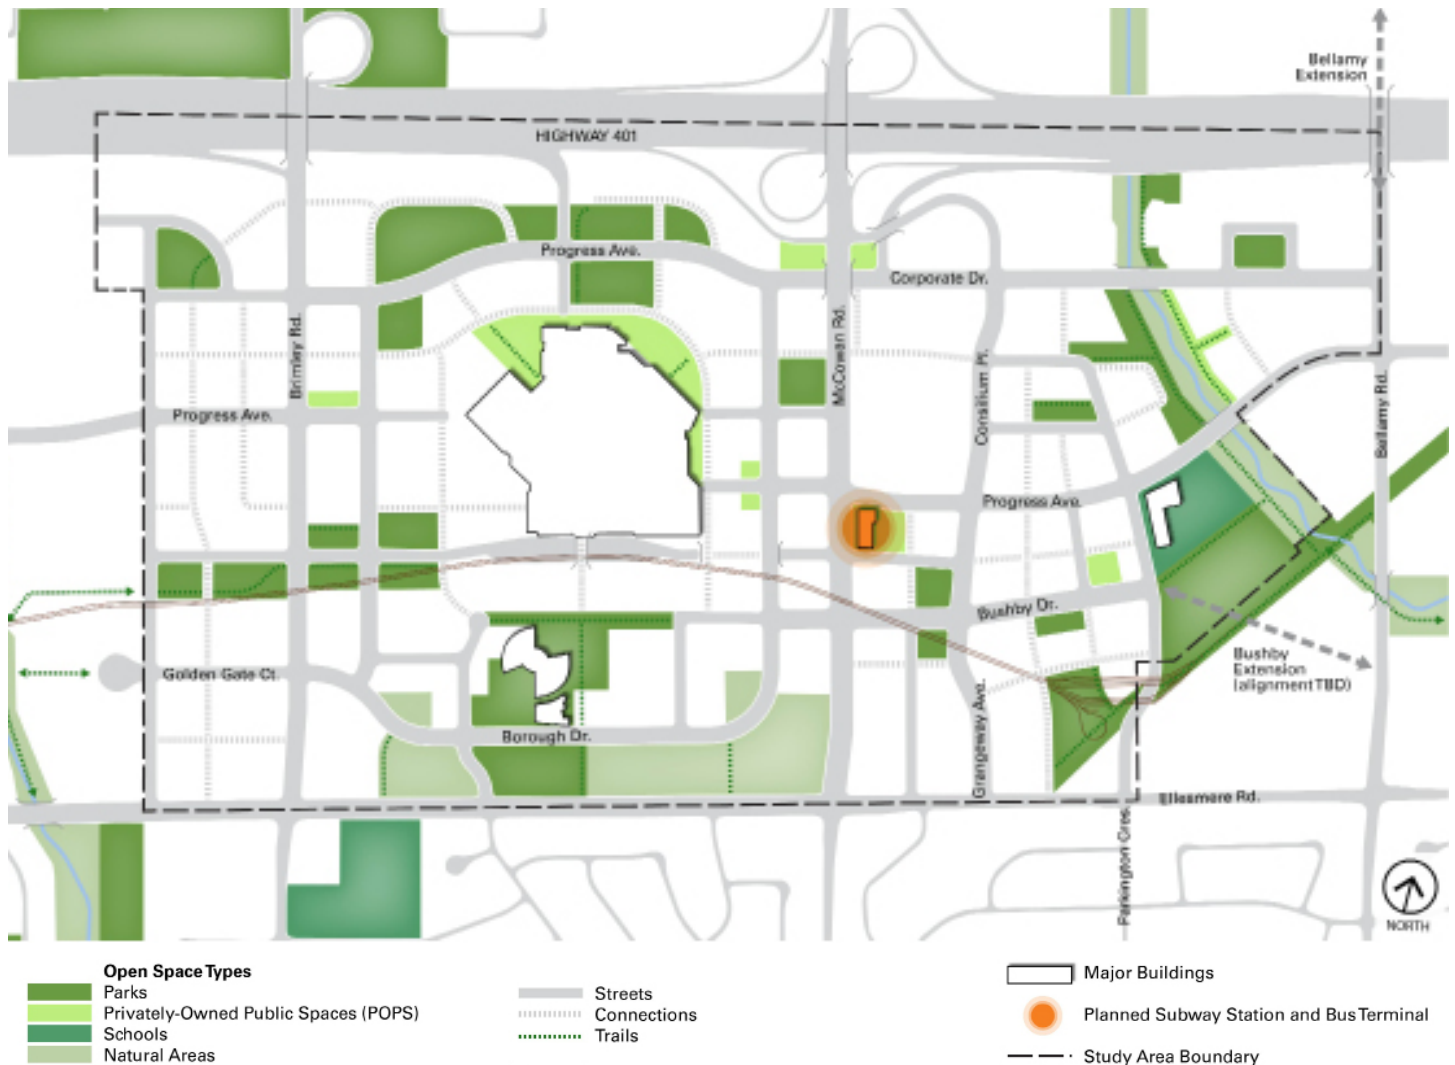 Bellamy
Extension
HIGHWAY 401
Progress Ave.
Corporate Dr.
Brimley Rd.
McCowan Rd.
Consilium Pl.
Bellamy Rd.
Progress Ave.
Progress Ave.
Bushby Dr.
Bushby
Extension
(alignment TBD)
Golden Gate Ct.
Grangeway Ave.
Borough Dr.
Ellesmere Rd.
Parkington Cres.
NORTH
Open Space Types
Parks
Privately-Owned Public Spaces (POPS)
Schools
Natural Areas
Streets
Connections
Trails
Major Buildings
Planned Subway Station and Bus Terminal
Study Area Boundary